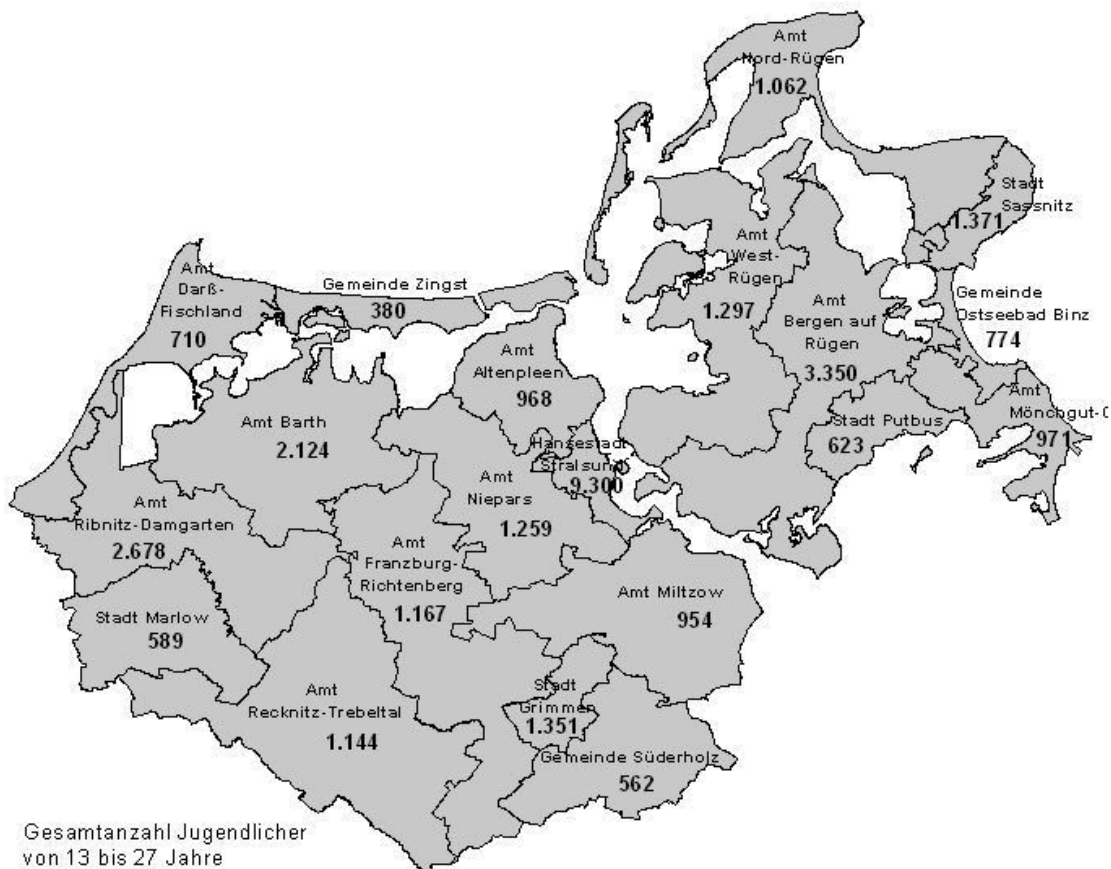 Amt
Nord-Rügen
1.062
Stadt
Sassnitz
1.371
Amt
West-
Rügen
1.297
Amt
Darß-
Fischland
710
Gemeinde Zingst
380
Amt
Bergen auf
Rügen
3.350
Gemeinde
Ostseebad Binz
774
Amt
Altenpleen
968
Amt
Mönchgut-G
971
Stadt Putbus
623
Amt Barth
2.124
Hansestadt
Stralsund
9.300
Amt
Niepars
1.259
Amt
Ribnitz-Damgarten
2.678
Amt
Franzburg-
Richtenberg
1.167
Amt Miltzow
954
Stadt Marlow
589
Amt
Recknitz-Trebeltal
1.144
Stadt
Grimmen
1.351
Gemeinde Süderholz
562
Gesamtanzahl Jugendlicher
von 13 bis 27 Jahre